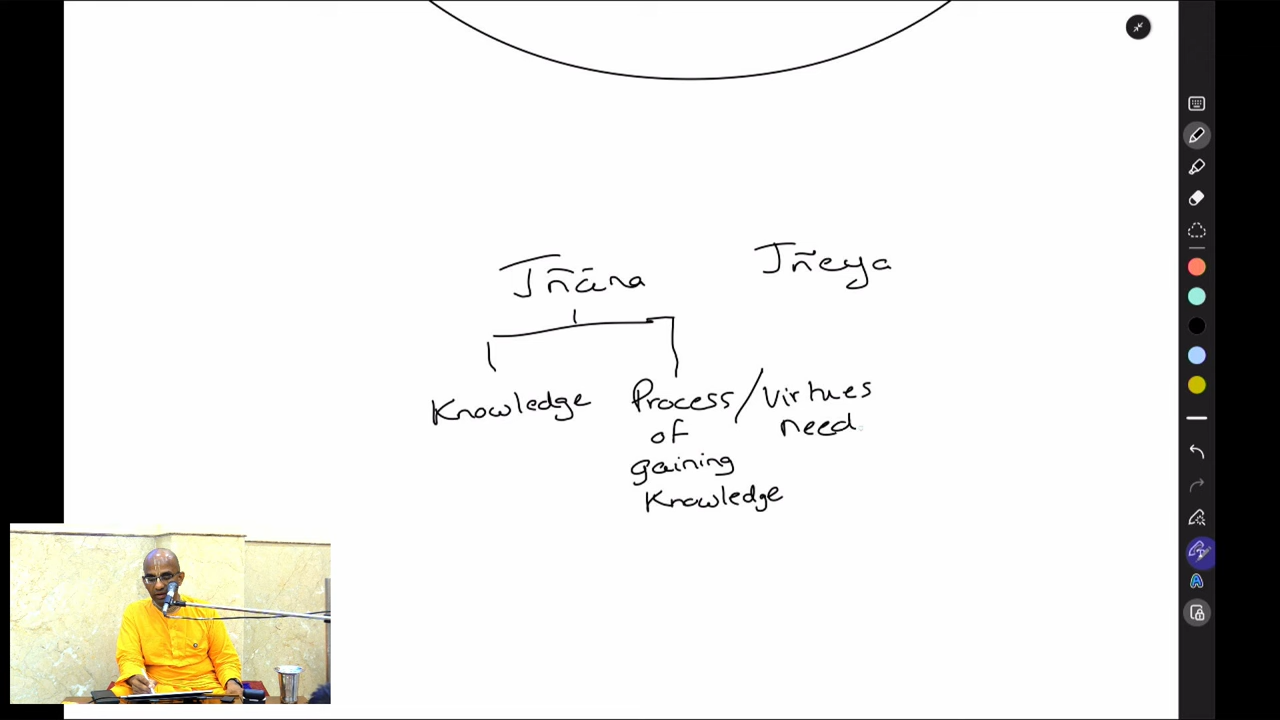 Jñāna Jñeya
Knowledge Process / Virtues
of need
gaining
Knowledge